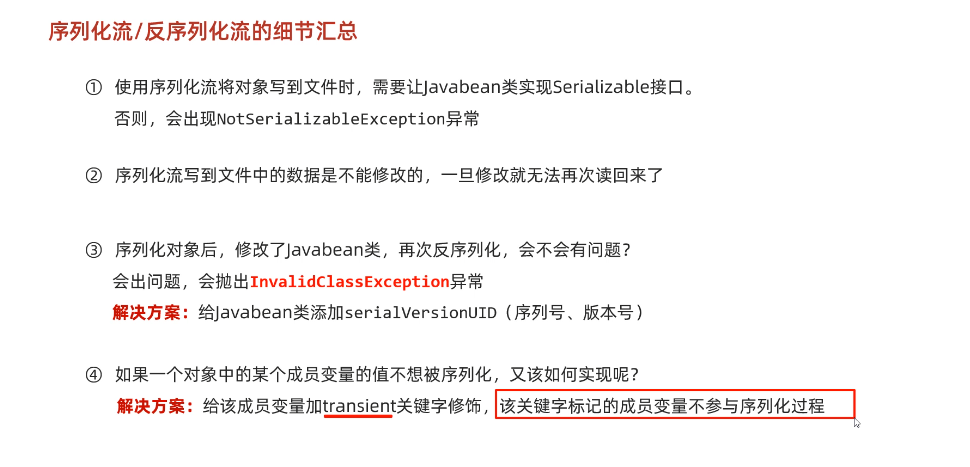 序列化流/反序列化流的细节汇总
① 使用序列化流将对象写到文件时，需要让Javabean类实现Serializable接口。
否则，会出现NotSerializableException异常
② 序列化流写到文件中的数据是不能修改的，一旦修改就无法再次读回来了
③ 序列化对象后，修改了Javabean类，再次反序列化，会不会有问题？
会出问题，会抛出InvalidClassException异常
解决方案：给Javabean类添加serialVersionUID（序列号、版本号）
④ 如果一个对象中的某个成员变量的值不想被序列化，又该如何实现呢？
解决方案：给该成员变量加transient关键字修饰，该关键字标记的成员变量不参与序列化过程